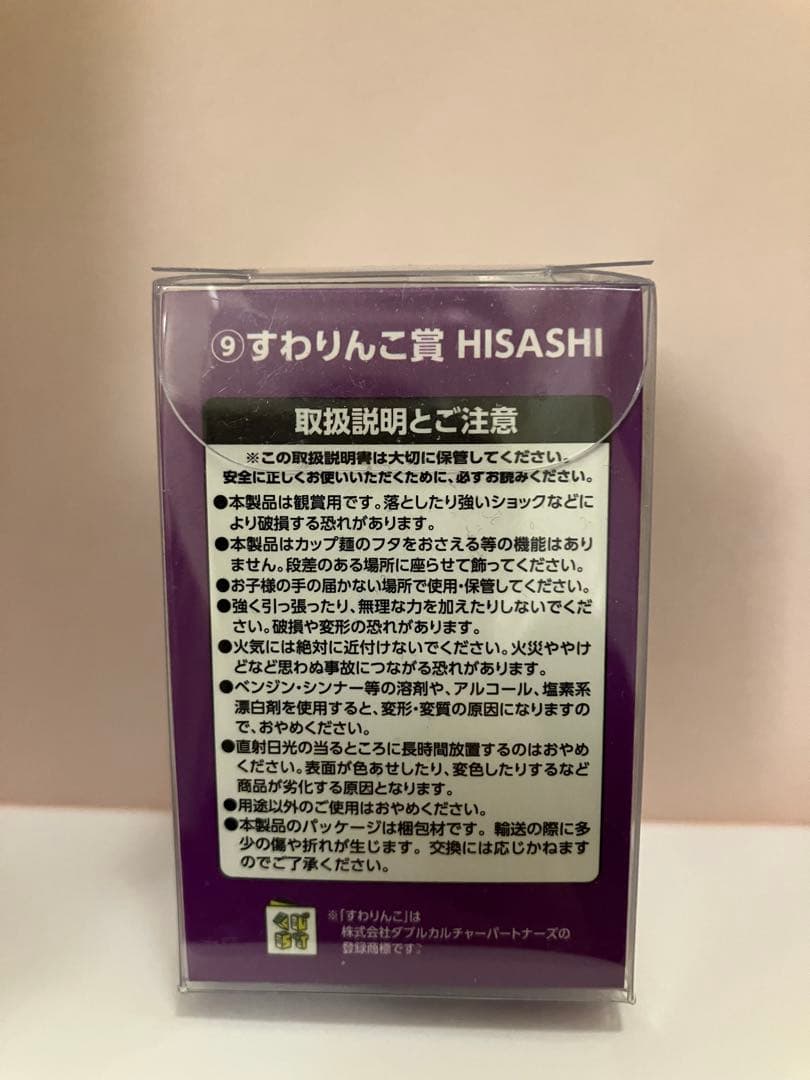 ⑨すわりんこ賞 HISASHI
取扱説明とご注意
※この取扱説明書は大切に保管してください。
安全に正しくお使いいただくために、必ずお読みください。
●本製品は観賞用です。落としたり強いショックなどに
より破損する恐れがあります。
●本製品はカップ麺のフタをおさえる等の機能はあり
ません。段差のある場所に座らせて飾ってください。
●お子様の手の届かない場所で使用・保管してください。
●強く引っ張ったり、無理な力を加えたりしないでくだ
さい。破損や変形の恐れがあります。
●火気には絶対に近付けないでください。火災ややけ
どなど思わぬ事故につながる恐れがあります。
●ベンジン・シンナー等の溶剤や、アルコール、塩素系
漂白剤を使用すると、変形・変質の原因になりますの
で、おやめください。
●直射日光の当るところに長時間放置するのはおやめ
ください。表面が色あせしたり、変色したりするなど
商品が劣化する原因となります。
●用途以外のご使用はおやめください。
●本製品のパッケージは梱包材です。輸送の際に多
少の傷や折れが生じます。交換には応じかねます
のでご了承ください。
くじ
引き
※「すわりんこ」は
株式会社ダブルカルチャーパートナーズの
登録商標です。